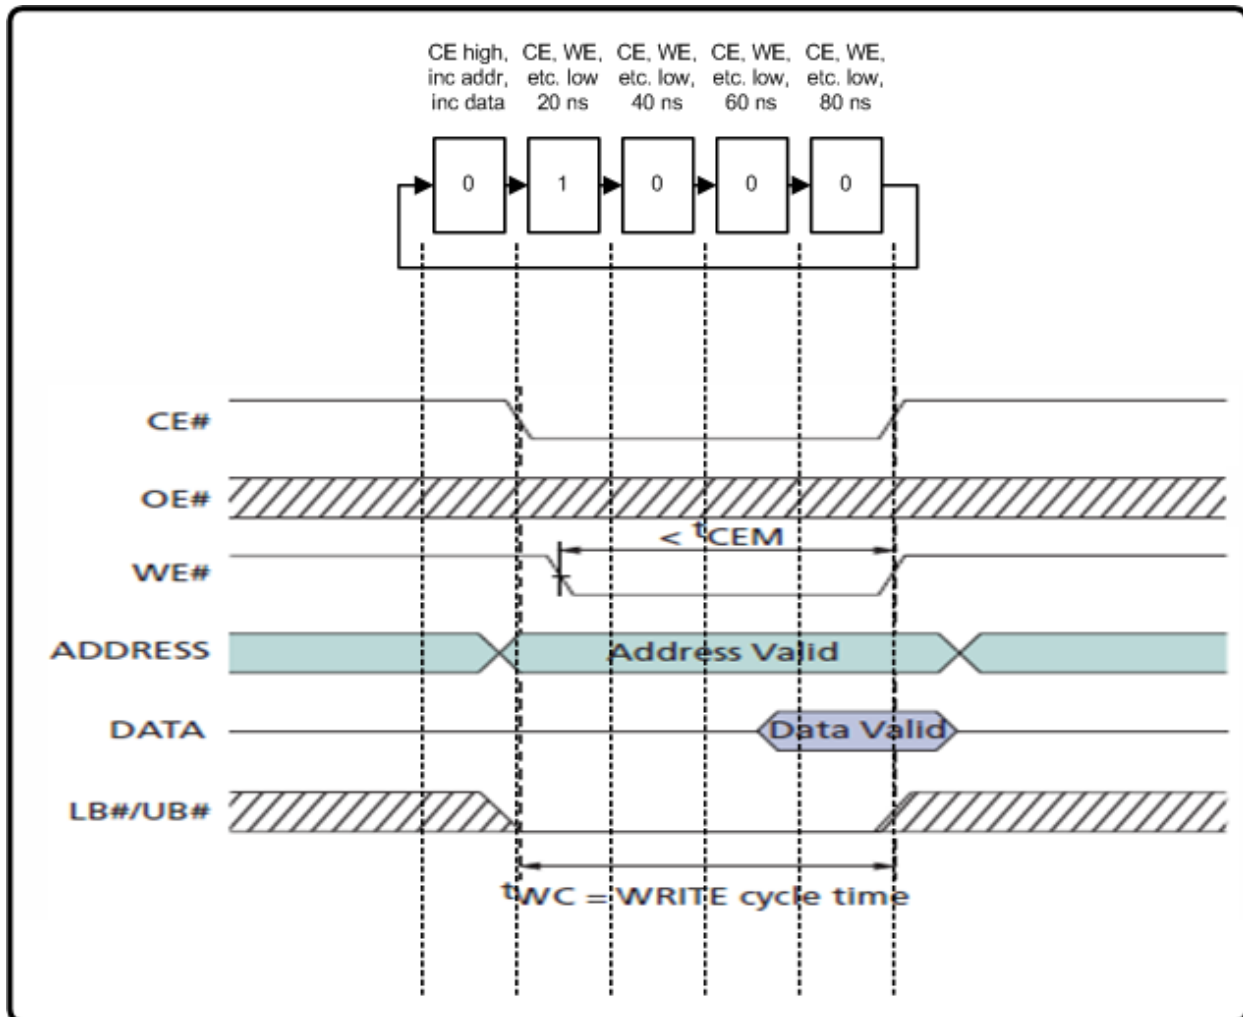 CE high,
inc addr,
inc data
CE, WE,
etc. low
20 ns
CE, WE,
etc. low,
40 ns
CE, WE,
etc. low,
60 ns
CE, WE,
etc. low,
80 ns
0
1
0
0
0
CE#
OE#
< tCEM
WE#
ADDRESS
Address Valid
DATA
Data Valid
LB#/UB#
tWC = WRITE cycle time